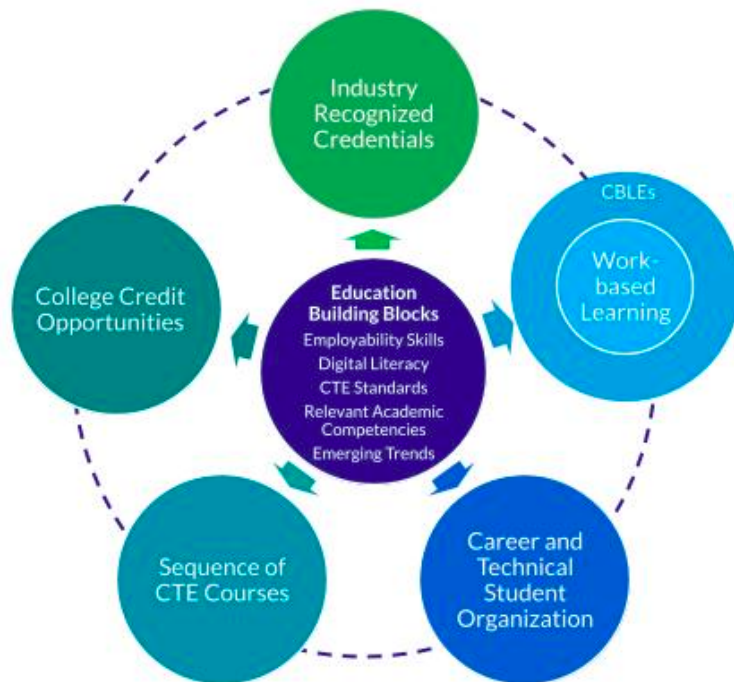 Industry
Recognized
Credentials
CBLEs
Work-
based
Learning
College Credit
Opportunities
Education
Building Blocks
Employability Skills
Digital Literacy
CTE Standards
Relevant Academic
Competencies
Emerging Trends
Sequence of
CTE Courses
Career and
Technical
Student
Organization